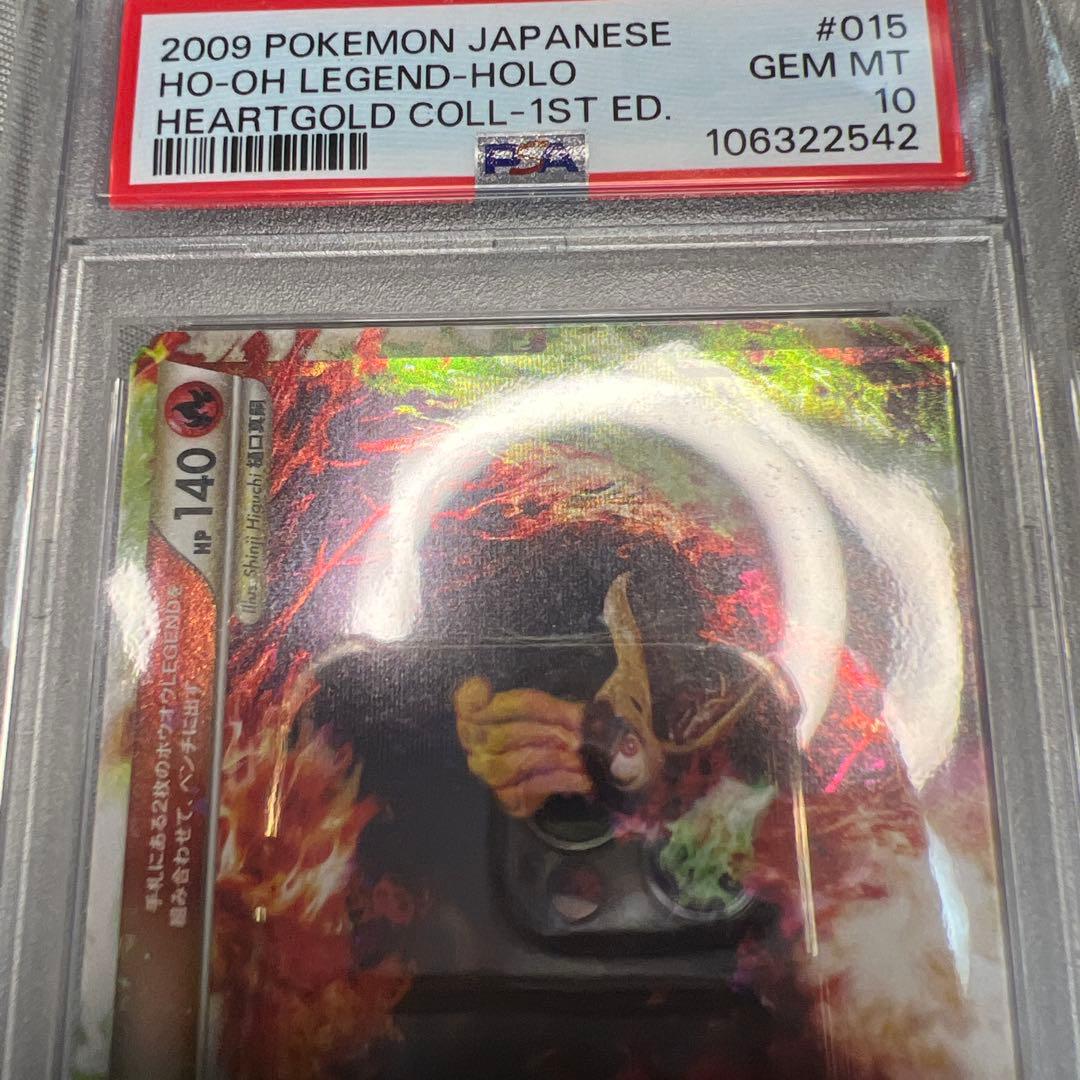 2009 POKEMON JAPANESE
HO-OH LEGEND-HOLO
HEARTGOLD COLL-1ST ED.
#015
GEM MT
10
106322542
PSA
HP 140
Illus. Shinji Higuchi 樋口真嗣
手札にある2枚のホウオウLEGENDを
組み合わせて、ベンチに出す